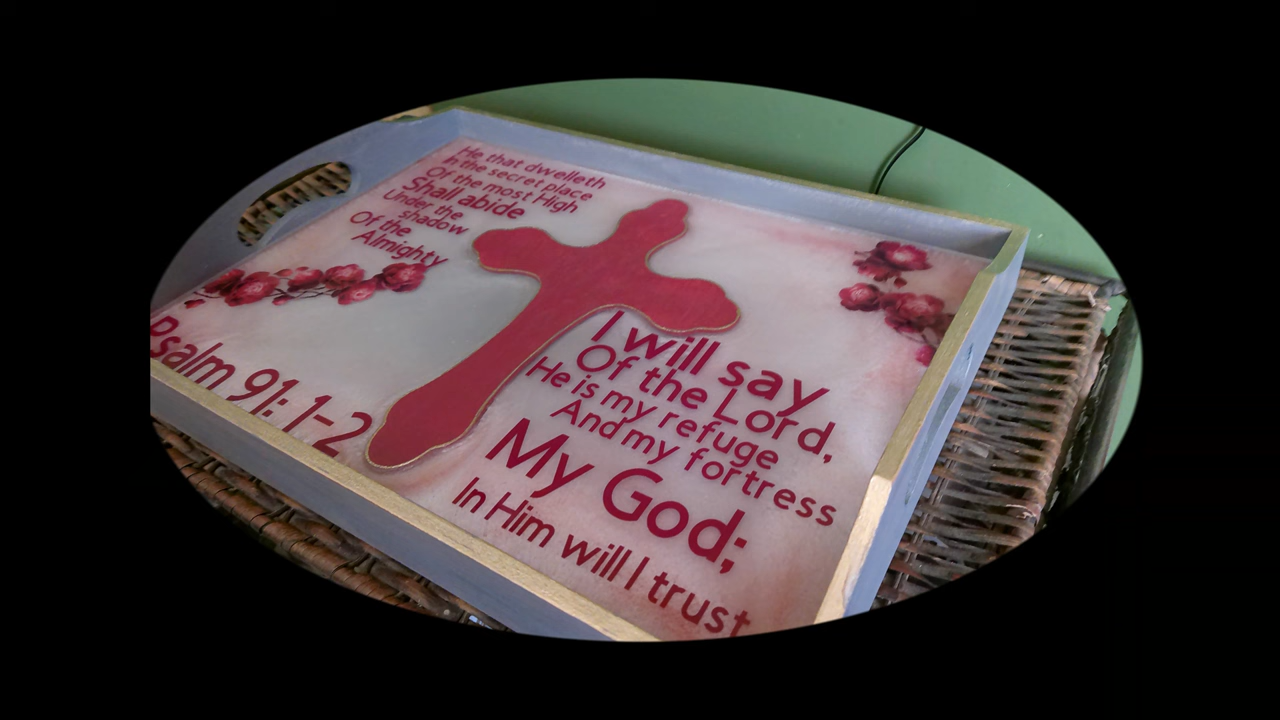 He that dwelleth
In the secret place
Of the most High
Shall abide
Under the
shadow
Of the
Almighty
Psalm 91: 1-2
I will say
Of the Lord,
He is my refuge
And my fortress
My God;
In Him will I trust